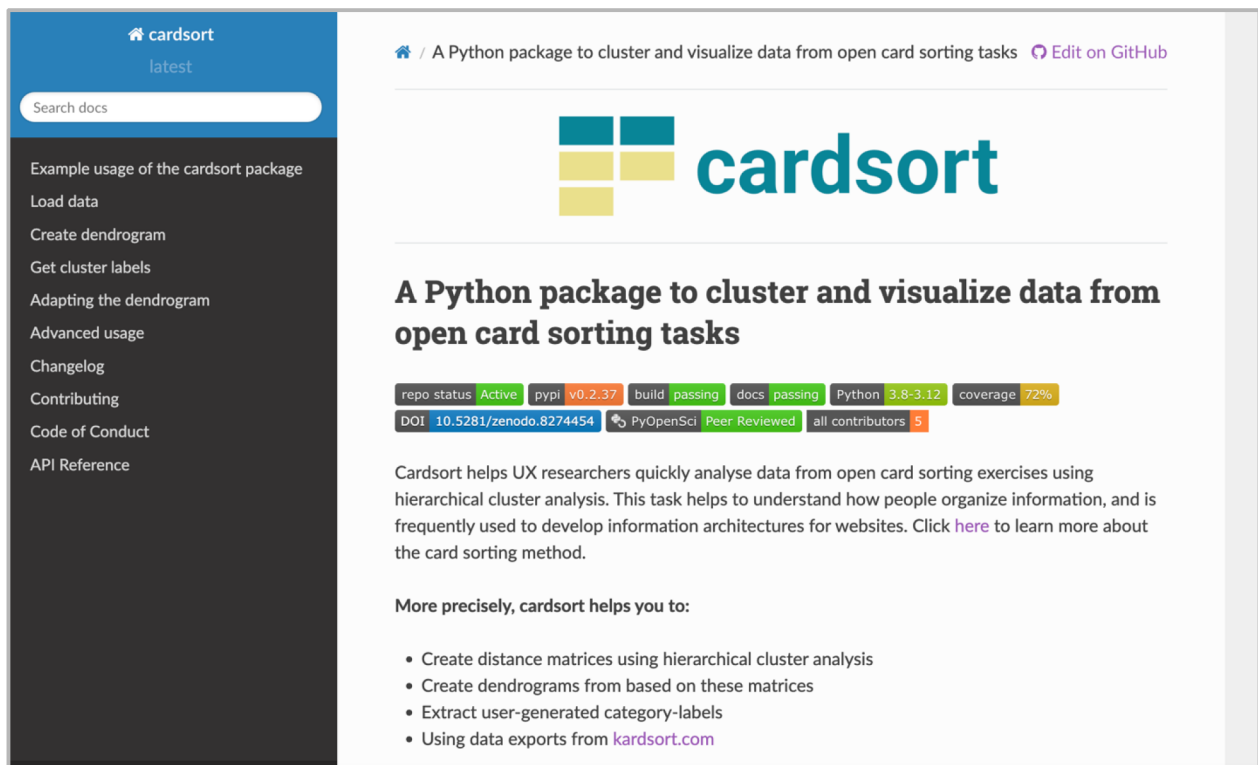 cardsort
latest
Search docs
Example usage of the cardsort package
Load data
Create dendrogram
Get cluster labels
Adapting the dendrogram
Advanced usage
Changelog
Contributing
Code of Conduct
API Reference
/ A Python package to cluster and visualize data from open card sorting tasks Edit on GitHub
cardsort
A Python package to cluster and visualize data from
open card sorting tasks
repo status Active pypi v0.2.37 build passing docs passing Python 3.8-3.12 coverage 72%
DOI 10.5281/zenodo.8274454 PyOpenSci Peer Reviewed all contributors 5
Cardsort helps UX researchers quickly analyse data from open card sorting exercises using
hierarchical cluster analysis. This task helps to understand how people organize information, and is
frequently used to develop information architectures for websites. Click here to learn more about
the card sorting method.
More precisely, cardsort helps you to:
• Create distance matrices using hierarchical cluster analysis
• Create dendrograms from based on these matrices
• Extract user-generated category-labels
• Using data exports from kardsort.com